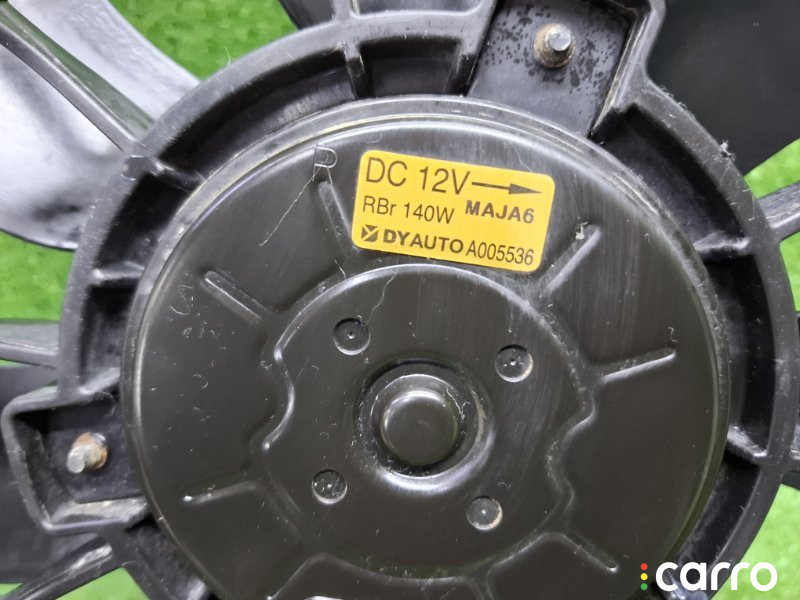 R
DC 12V
RBr 140W MAJA6
DYAUTO A005536
carro